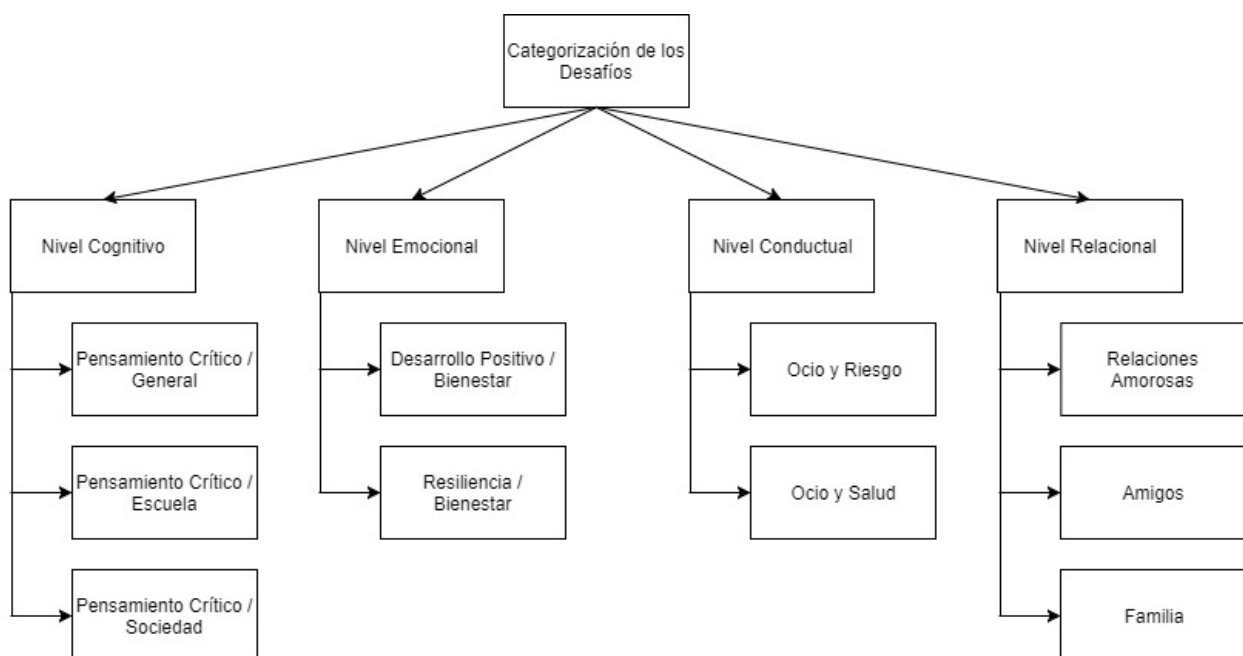 Categorización de los
Desafíos
Nivel Cognitivo
Nivel Emocional
Nivel Conductual
Nivel Relacional
Pensamiento Crítico /
General
Desarrollo Positivo /
Bienestar
Ocio y Riesgo
Relaciones
Amorosas
Pensamiento Crítico /
Escuela
Resiliencia /
Bienestar
Ocio y Salud
Amigos
Pensamiento Crítico /
Sociedad
Familia